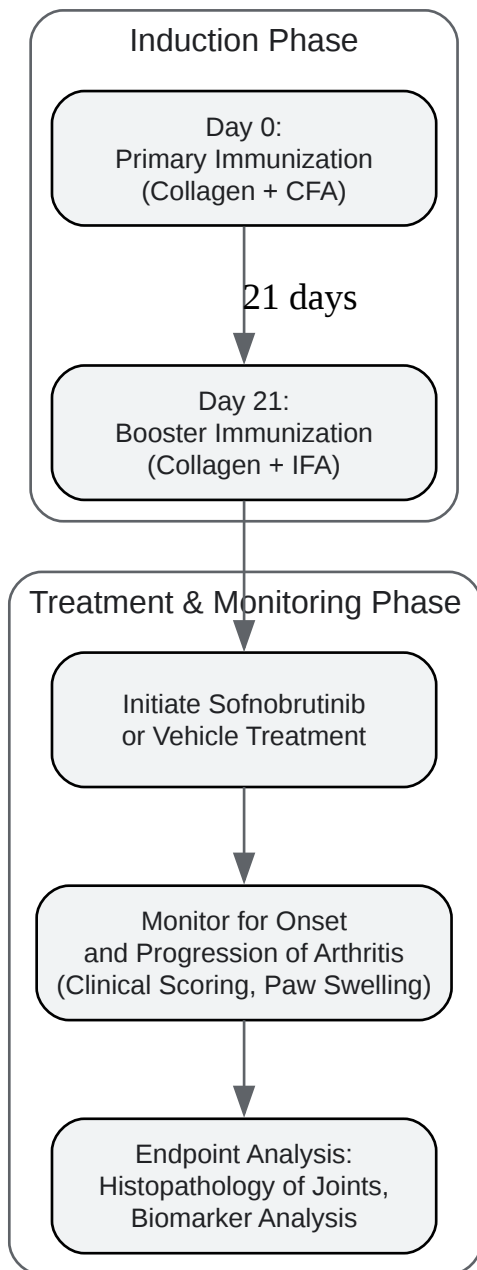 Induction Phase
Day 0:
Primary Immunization
(Collagen + CFA)
21 days
Day 21:
Booster Immunization
(Collagen + IFA)
Treatment & Monitoring Phase
Initiate Sofnobrutinib
or Vehicle Treatment
Monitor for Onset
and Progression of Arthritis
(Clinical Scoring, Paw Swelling)
Endpoint Analysis:
Histopathology of Joints,
Biomarker Analysis